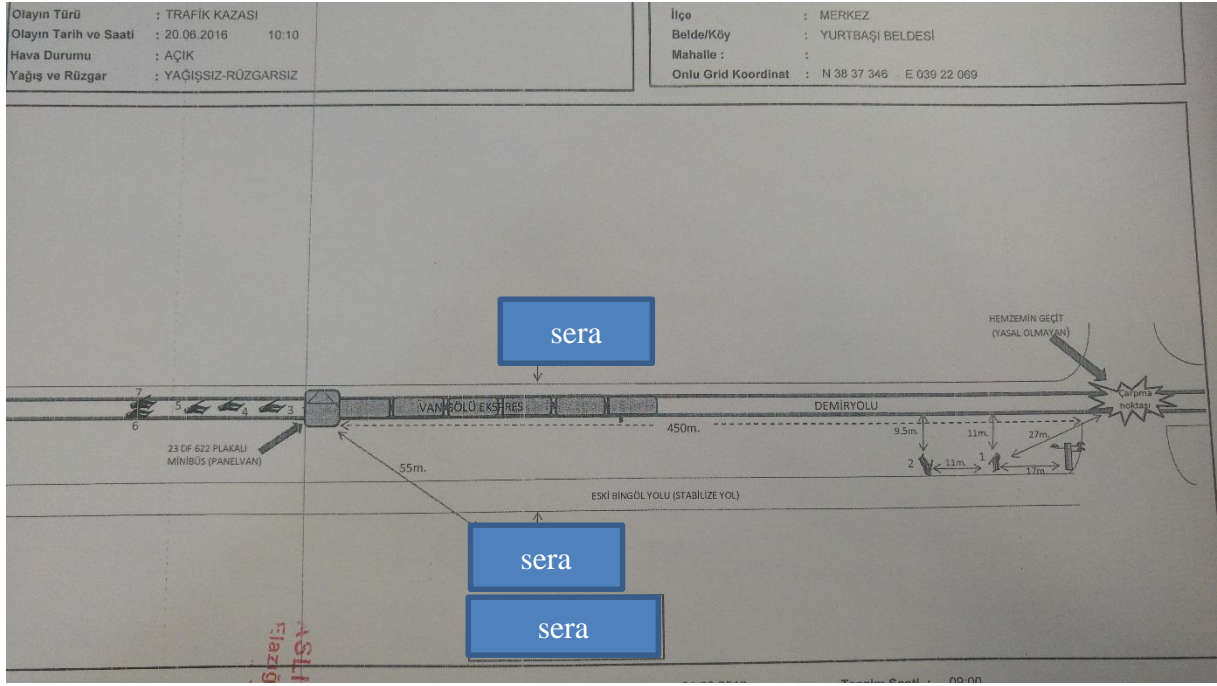 Olayın Türü : TRAFİK KAZASI
Olayın Tarih ve Saati : 20.06.2016 10:10
Hava Durumu : AÇIK
Yağış ve Rüzgar : YAĞIŞSIZ-RÜZGARSIZ
İlçe : MERKEZ
Belde/Köy : YURTBAŞI BELDESİ
Mahalle : :
Onlu Grid Koordinat : N 38 37 346 E 039 22 069
sera
HEMZEMİN GEÇİT
(YASAL OLMAYAN)
Çarpma
noktası
7
5
4
3
6
VAN GÖLÜ EKSPRES
DEMİRYOLU
450m.
23 DF 622 PLAKALI
MİNİBÜS (PANELVAN)
55m.
9.5m.
11m.
27m.
2
11m.
1
17m.
ESKİ BİNGÖL YOLU (STABİLİZE YOL)
sera
sera
ASLI
Elazığ
09:00